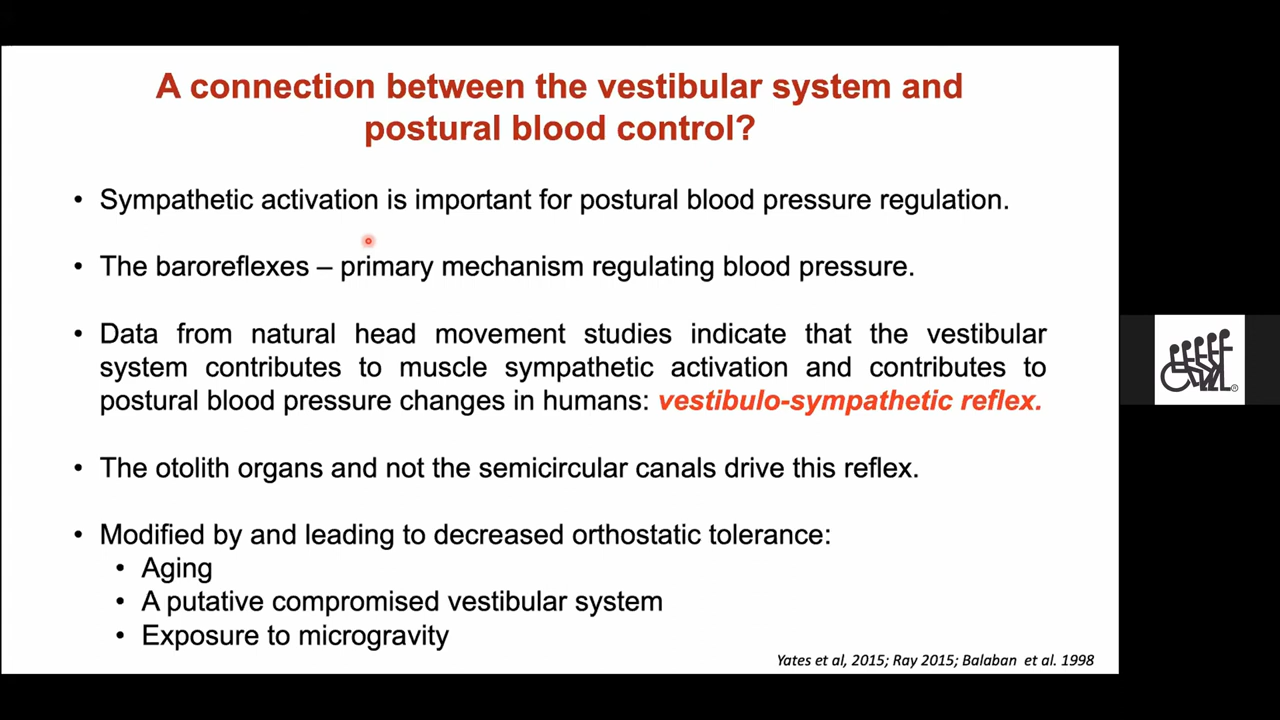 A connection between the vestibular system and
postural blood control?
• Sympathetic activation is important for postural blood pressure regulation.
• The baroreflexes – primary mechanism regulating blood pressure.
• Data from natural head movement studies indicate that the vestibular
system contributes to muscle sympathetic activation and contributes to
postural blood pressure changes in humans: vestibulo-sympathetic reflex.
• The otolith organs and not the semicircular canals drive this reflex.
• Modified by and leading to decreased orthostatic tolerance:
• Aging
• A putative compromised vestibular system
• Exposure to microgravity
Yates et al, 2015; Ray 2015; Balaban et al. 1998